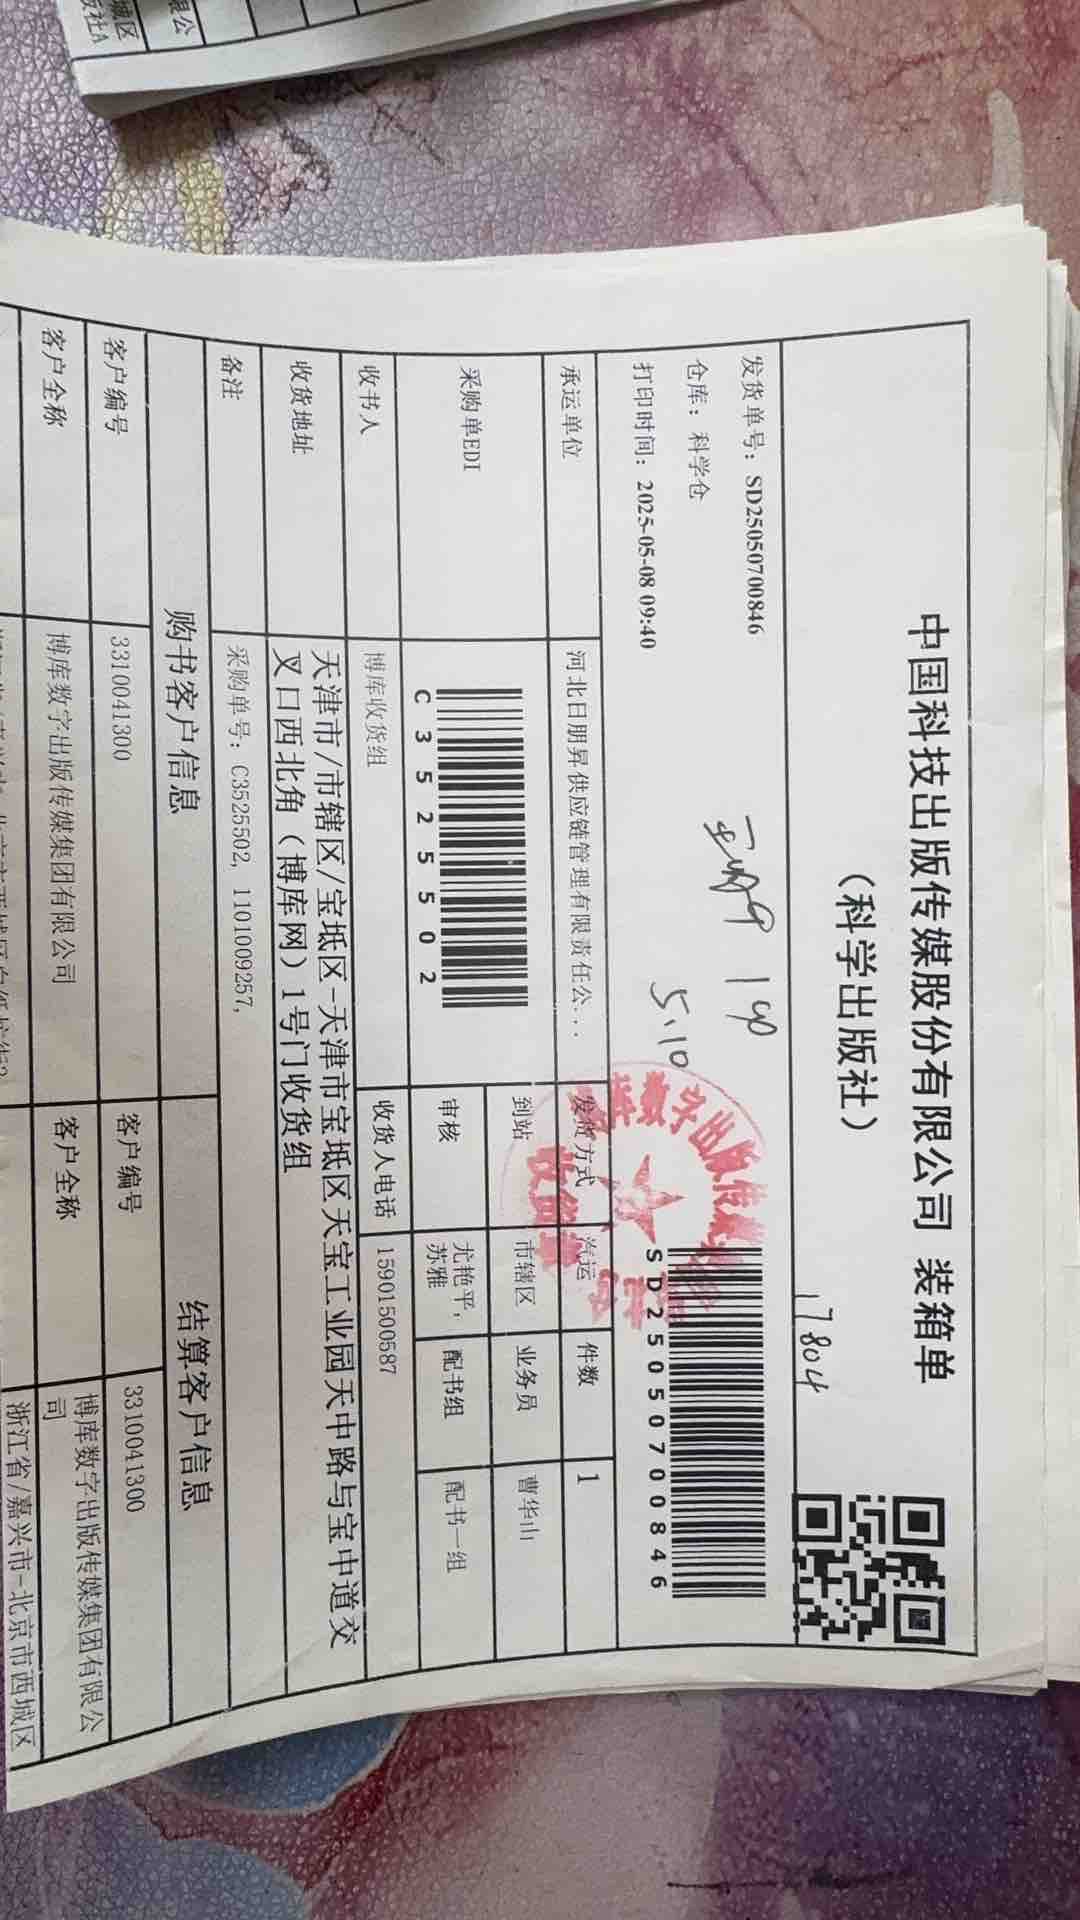 中国科技出版传媒股份有限公司 装箱单
（科学出版社）
17804
发货单号: SD2505070846
仓库: 科学仓
打印时间: 2025-05-08 09:40
5.10
SD2505070846
承运单位 河北日朋昇供应链管理有限责任公... 发货方式 汽运 件数 1
采购单EDI C3525502 到站 市辖区 业务员 曹华山
审核 尤艳平, 苏雅 配书组 配书一组
收书人 博库收货组 收货人电话 15901500587
收货地址 天津市/市辖区/宝坻区-天津市宝坻区天宝工业园天中路与宝中道交
叉口西北角（博库网）1号门收货组
备注 采购单号: C3525502, 1101009257,
购书客户信息 结算客户信息
客户编号 3310041300 客户编号 3310041300
客户全称 博库数字出版传媒集团有限公司 客户全称 博库数字出版传媒集团有限公
司
浙江省/嘉兴市-北京市西城区